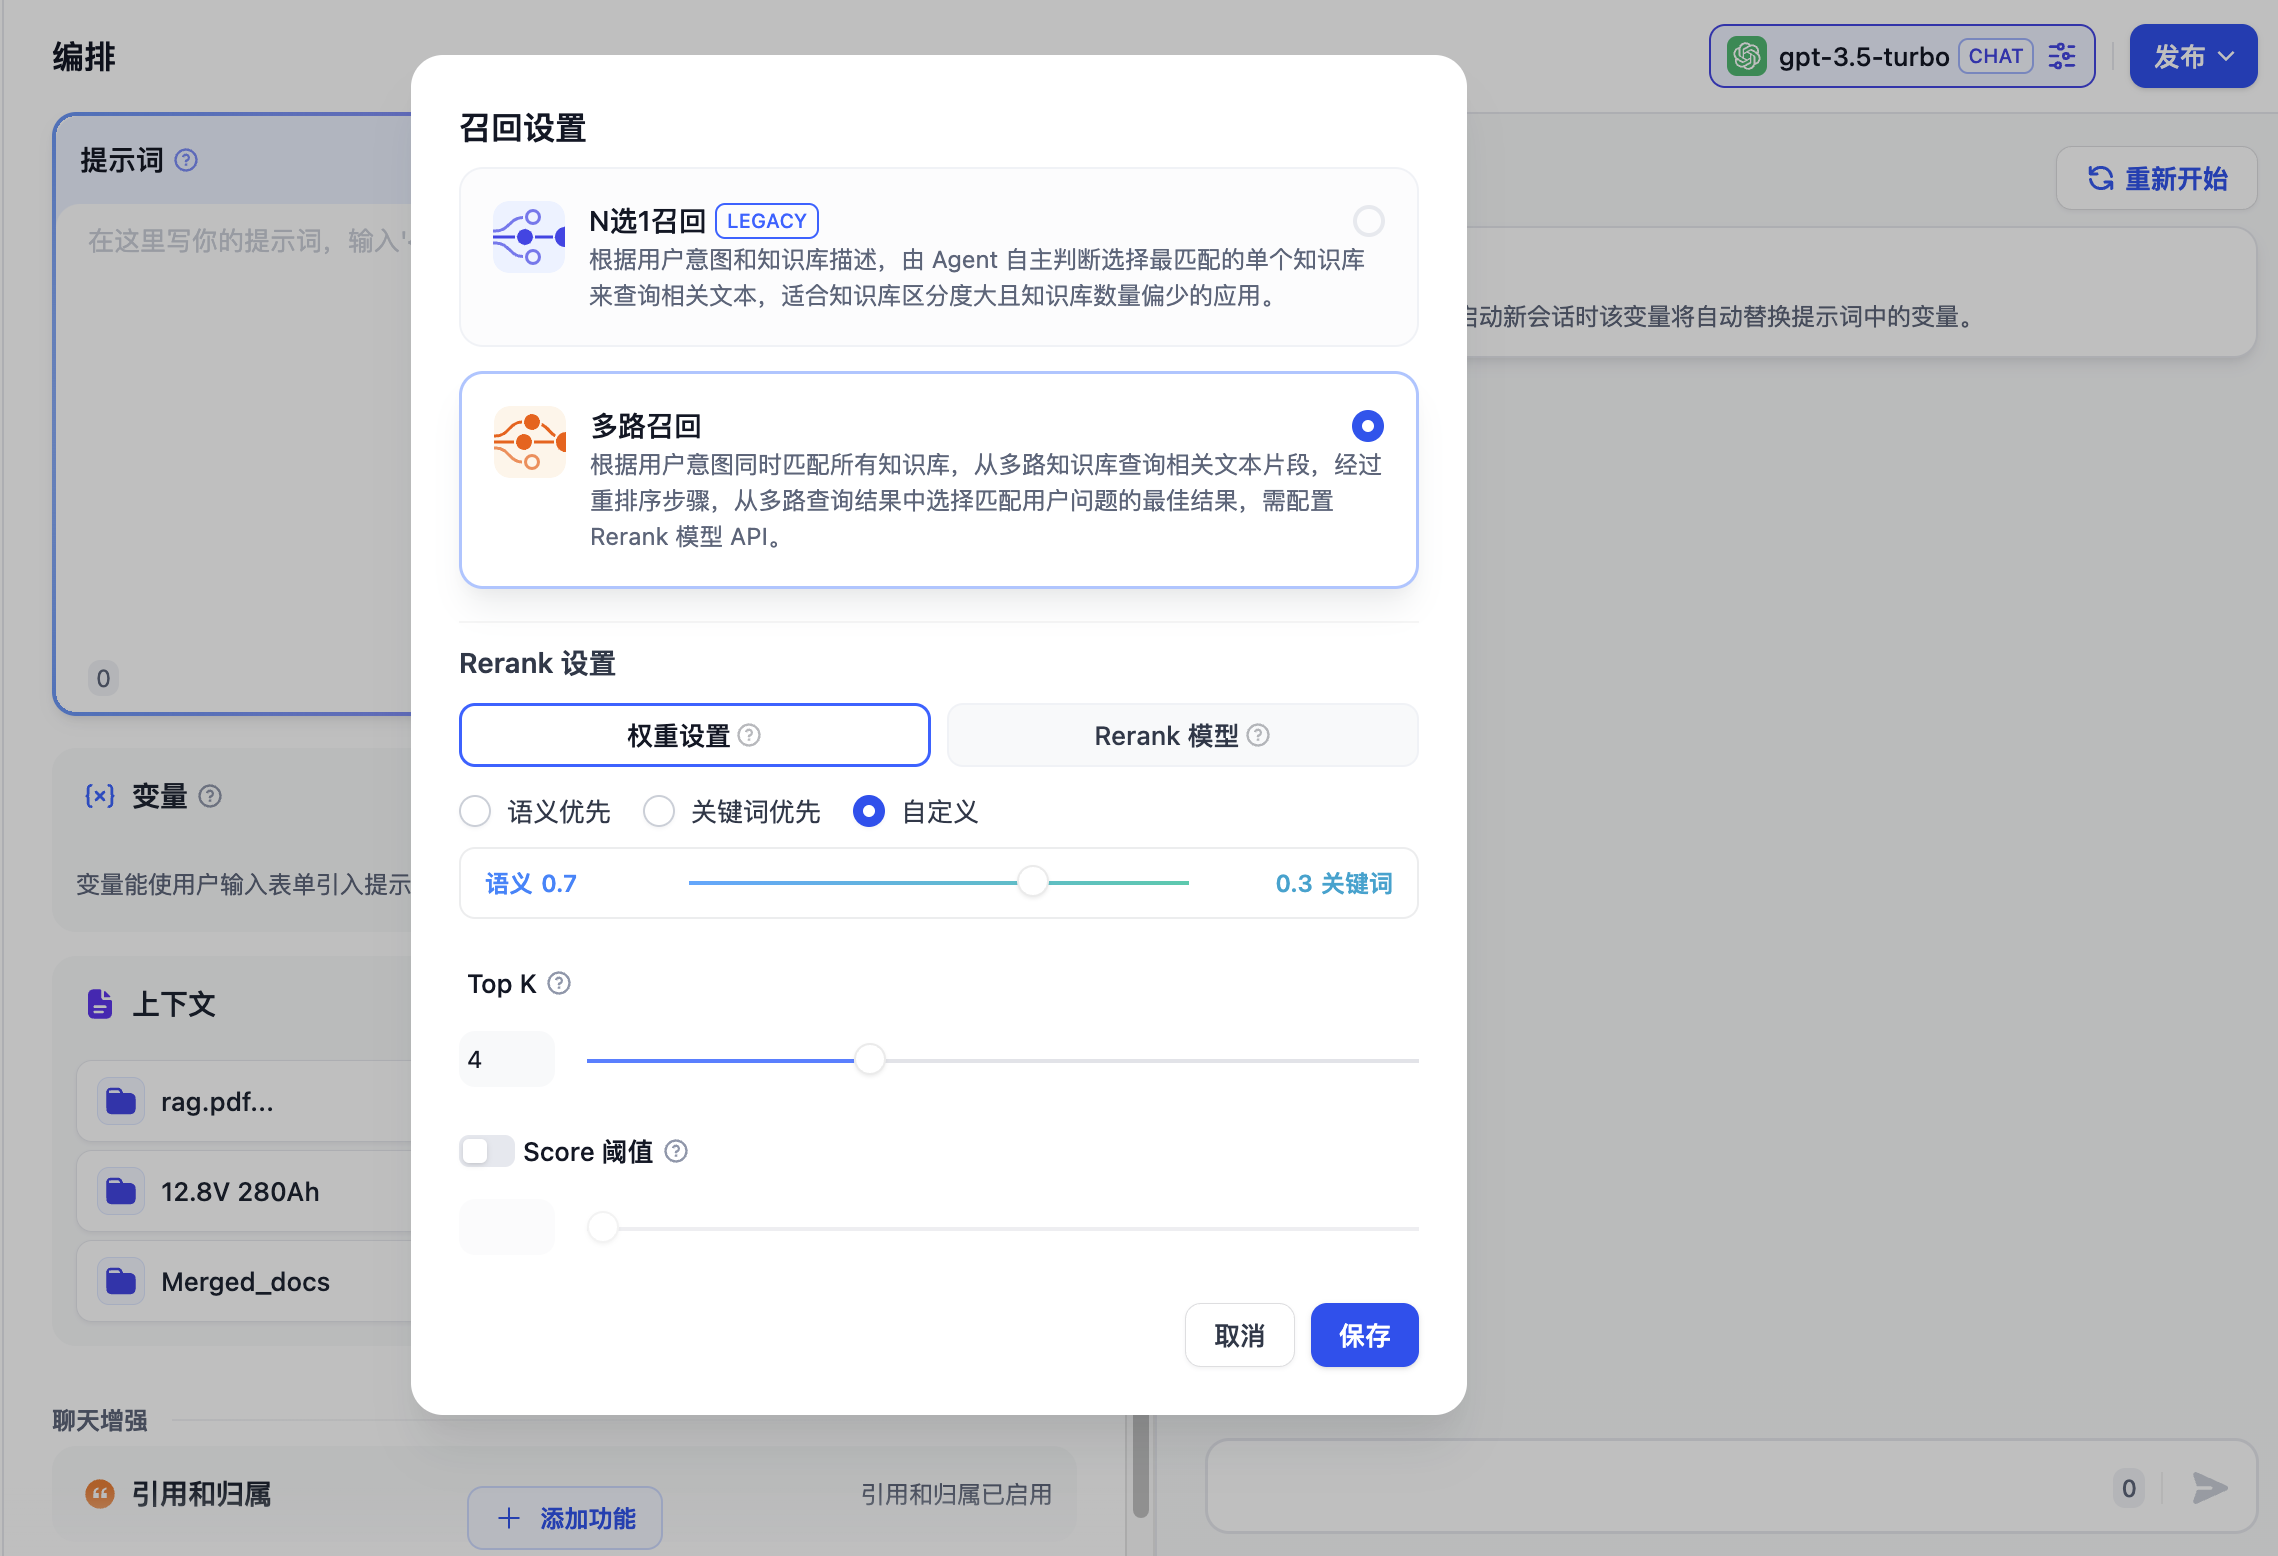 编排
gpt-3.5-turbo CHAT
发布
提示词
在这里写你的提示词，输入'
0
变量
变量能使用户输入表单引入提示
上下文
rag.pdf...
12.8V 280Ah
Merged_docs
聊天增强
引用和归属
引用和归属已启用
添加功能
召回设置
N选1召回 LEGACY
根据用户意图和知识库描述，由 Agent 自主判断选择最匹配的单个知识库
来查询相关文本，适合知识库区分度大且知识库数量偏少的应用。
多路召回
根据用户意图同时匹配所有知识库，从多路知识库查询相关文本片段，经过
重排序步骤，从多路查询结果中选择匹配用户问题的最佳结果，需配置
Rerank 模型 API。
Rerank 设置
权重设置
Rerank 模型
语义优先 关键词优先 自定义
语义 0.7
0.3 关键词
Top K
4
Score 阈值
取消
保存
重新开始
启动新会话时该变量将自动替换提示词中的变量。
0